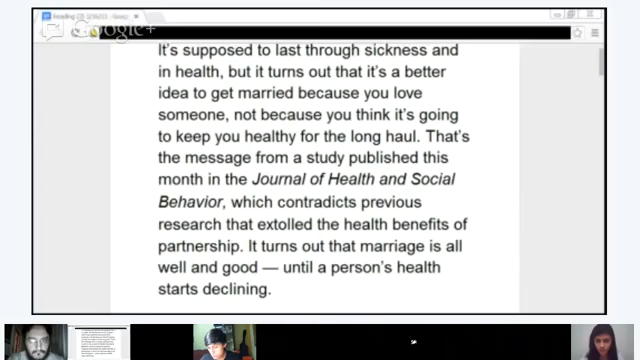 Google+
It's supposed to last through sickness and
in health, but it turns out that it's a better
idea to get married because you love
someone, not because you think it's going
to keep you healthy for the long haul. That's
the message from a study published this
month in the Journal of Health and Social
Behavior, which contradicts previous
research that extolled the health benefits of
partnership. It turns out that marriage is all
well and good — until a person's health
starts declining.